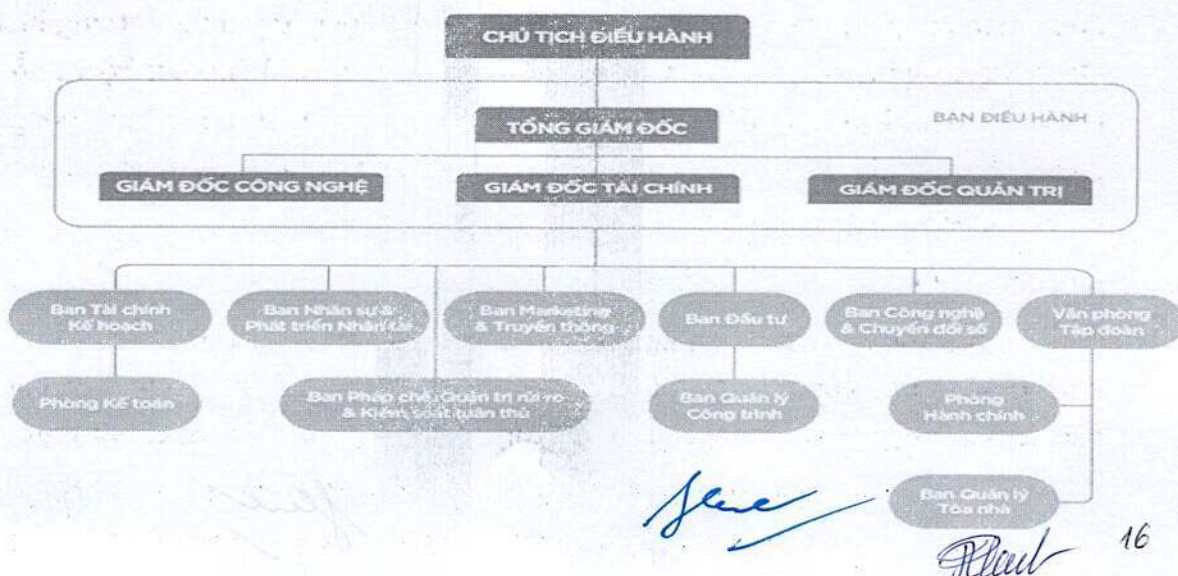 CHỦ TỊCH ĐIỀU HÀNH
BAN ĐIỀU HÀNH
TỔNG GIÁM ĐỐC
GIÁM ĐỐC CÔNG NGHỆ
GIÁM ĐỐC TÀI CHÍNH
GIÁM ĐỐC QUẢN TRỊ
Ban Tài chính
Kế hoạch
Ban Nhân sự &
Phát triển Nhân tài
Ban Marketing
& Truyền thông
Ban Đầu tư
Ban Công nghệ
& Chuyển đổi số
Văn phòng
Tập đoàn
Phòng Kế toán
Ban Pháp chế, Quản trị rủi ro
& Kiểm soát tuân thủ
Ban Quản lý
Công trình
Phòng
Hành chính
Ban Quản lý
Tòa nhà
16